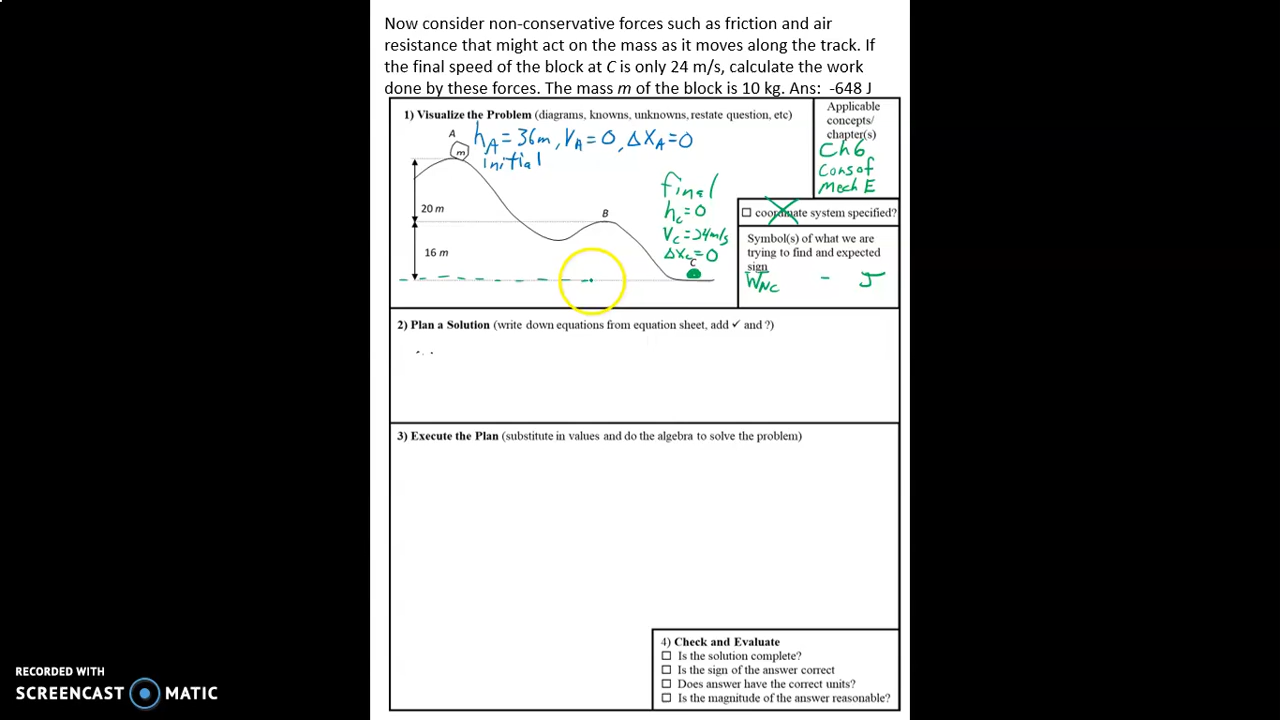 Now consider non-conservative forces such as friction and air
resistance that might act on the mass as it moves along the track. If
the final speed of the block at C is only 24 m/s, calculate the work
done by these forces. The mass m of the block is 10 kg. Ans: -648 J
1) Visualize the Problem (diagrams, knowns, unknowns, restate question, etc)
Applicable
concepts/
chapter(s)
Ch 6
Cons of
Mech E
A
hA = 36m, VA = 0, ΔXA = 0
m
initial
final
hc = 0
Vc = 24m/s
ΔXc = 0
C
20 m
B
16 m
☐ coordinate system specified?
Symbol(s) of what we are
trying to find and expected
sign
WNC - J
2) Plan a Solution (write down equations from equation sheet, add ✓ and ?)
3) Execute the Plan (substitute in values and do the algebra to solve the problem)
4) Check and Evaluate
☐ Is the solution complete?
☐ Is the sign of the answer correct
☐ Does answer have the correct units?
☐ Is the magnitude of the answer reasonable?
RECORDED WITH
SCREENCAST MATIC